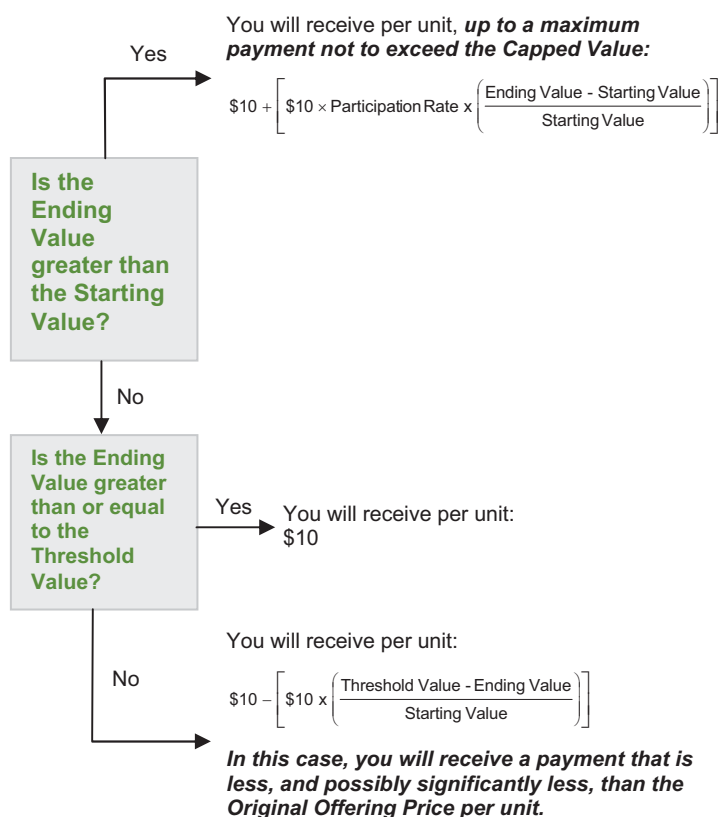 You will receive per unit, up to a maximum
payment not to exceed the Capped Value:
Yes
$10 + [ $10 × Participation Rate x ( Ending Value - Starting Value / Starting Value ) ]
Is the
Ending
Value
greater than
the Starting
Value?
No
Is the Ending
Value greater
than or equal
to the
Threshold
Value?
Yes
You will receive per unit:
$10
You will receive per unit:
No
$10 − [ $10 x ( Threshold Value - Ending Value / Starting Value ) ]
In this case, you will receive a payment that is
less, and possibly significantly less, than the
Original Offering Price per unit.